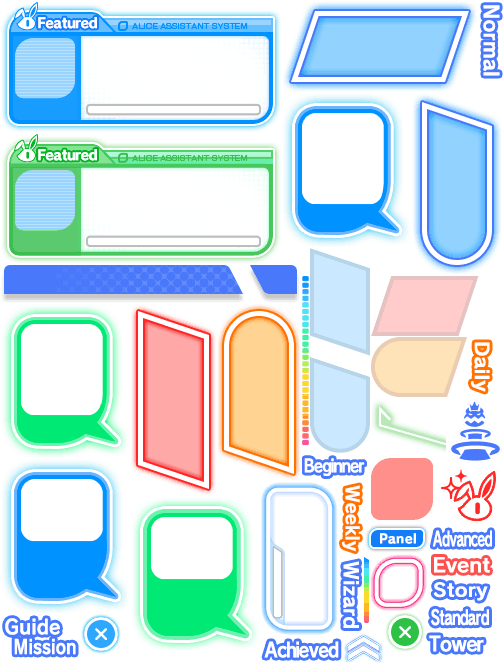 Featured
ALICE ASSISTANT SYSTEM
Normal
Featured
ALICE ASSISTANT SYSTEM
Daily
Beginner
Weekly
Wizard
Panel
Advanced
Event
Story
Standard
Tower
Guide
Mission
Achieved